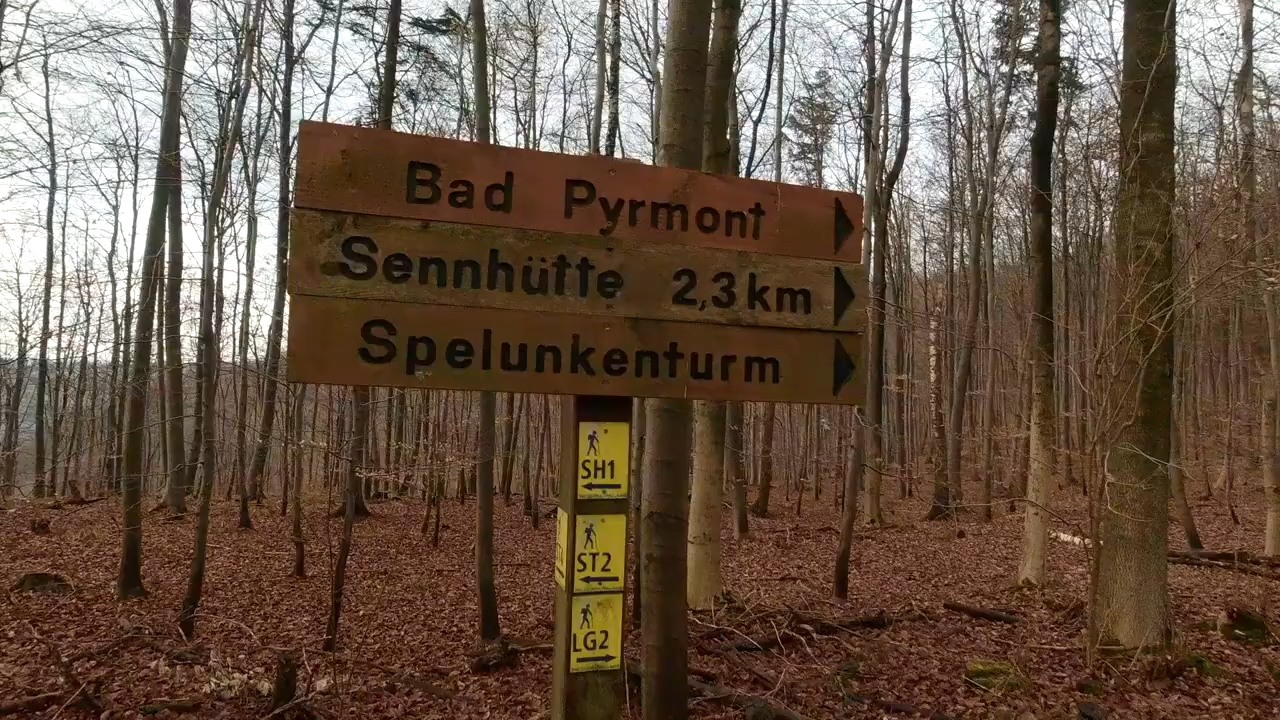 Bad Pyrmont
Sennhütte 2,3 km
Spelunkenturm
SH1
ST2
LG2